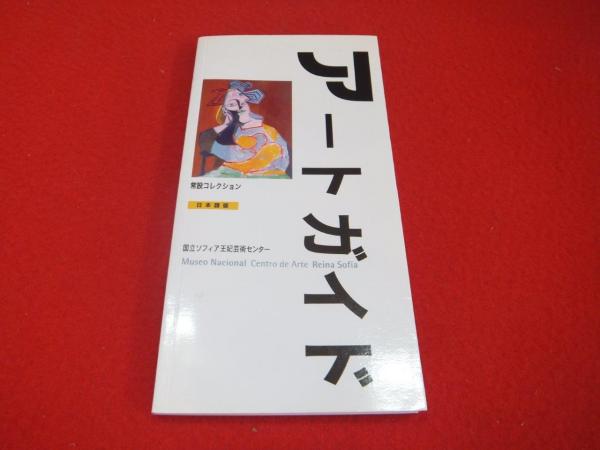 アートガイド
常設コレクション
日本語版
国立ソフィア王妃芸術センター
Museo Nacional Centro de Arte Reina Sofía